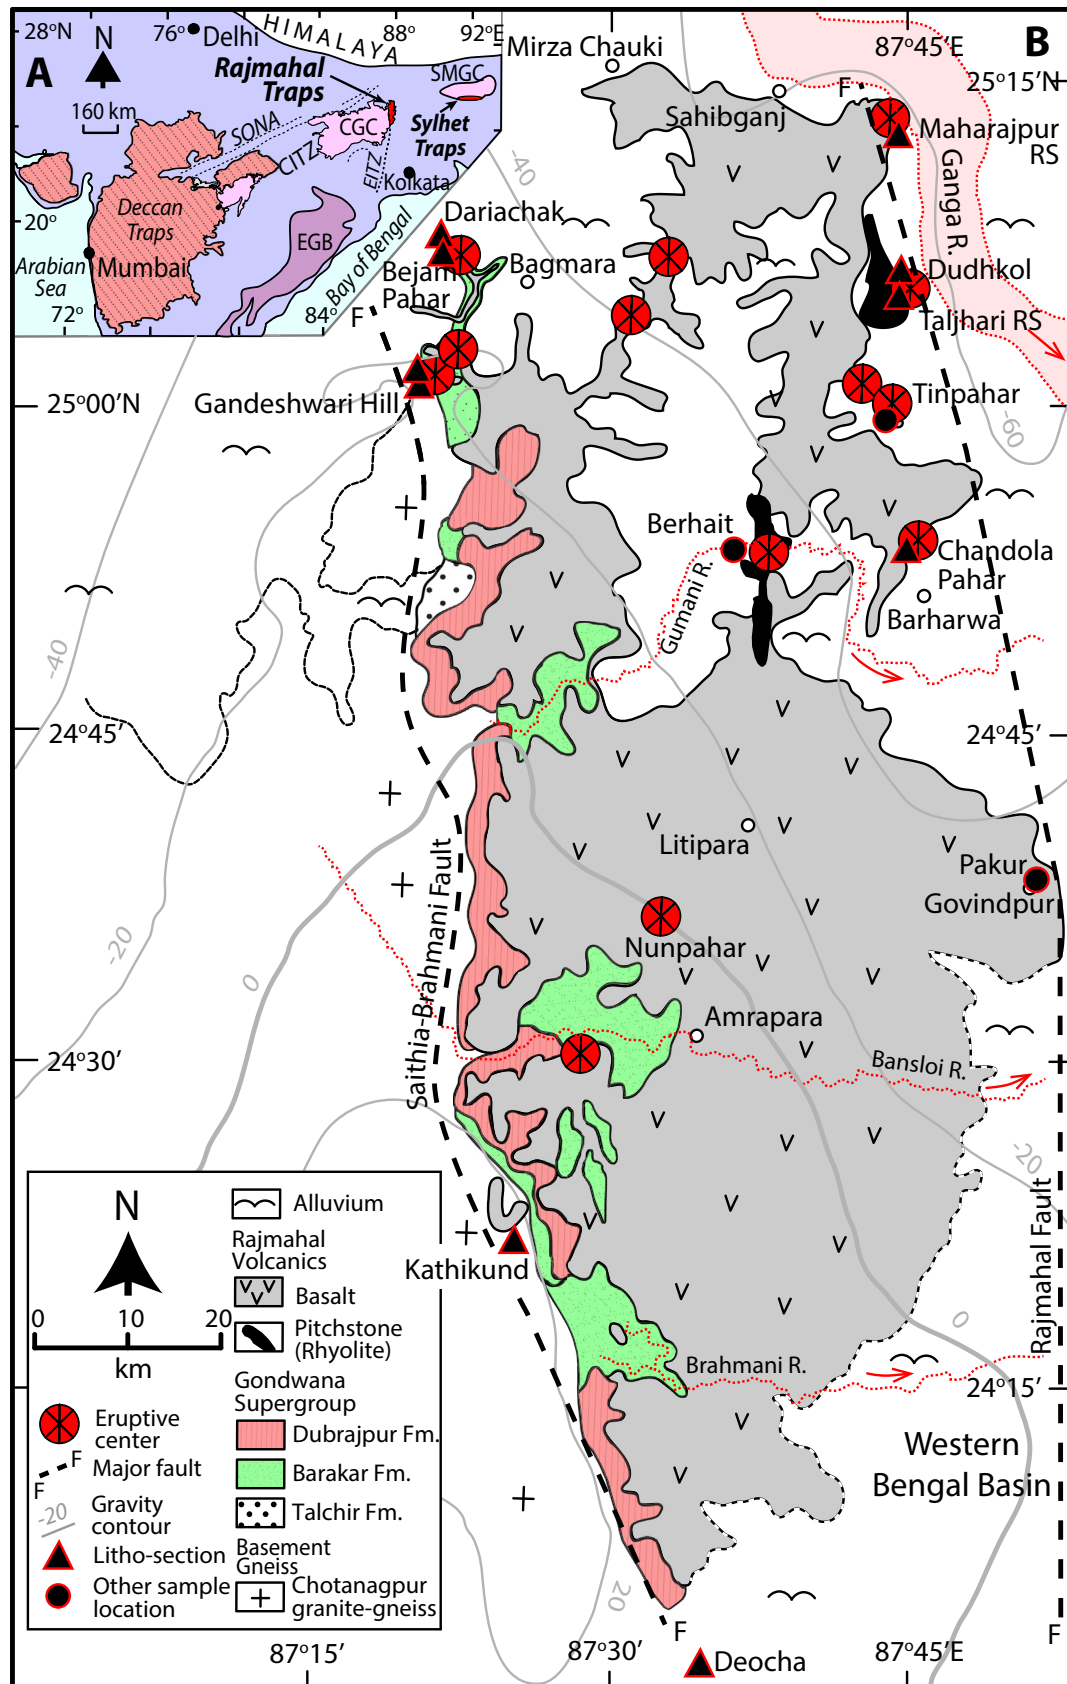 28°N
76°
Delhi
HIMALAYA
88°
92°E
A
N
160 km
Rajmahal
Traps
SMGC
SONA
CGC
Sylhet
Traps
CITZ
EITZ
Kolkata
20°
Deccan
Traps
EGB
Bay of Bengal
Arabian
Sea
Mumbai
72°
84°
B
87°45'E
25°15'N
Mirza Chauki
Sahibganj
F
Maharajpur
RS
Ganga R.
-40
Dariachak
Bejam
Pahar
Bagmara
Dudhkol
Taljhari RS
F
25°00'N
Gandeshwari Hill
Tinpahar
-60
Berhait
Gumani R.
Chandola
Pahar
Barharwa
-40
24°45'
24°45'
Litipara
Pakur
Govindpur
-20
0
Saithia-Brahmani Fault
Nunpahar
Amrapara
24°30'
Bansloi R.
-20
Rajmahal Fault
Kathikund
0
Brahmani R.
24°15'
Western
Bengal Basin
20
F
F
87°15'
87°30'
87°45'E
Deocha
N
0
10
20
km
Eruptive
center
F
F
Major fault
-20
Gravity
contour
Litho-section
Other sample
location
Alluvium
Rajmahal
Volcanics
Basalt
Pitchstone
(Rhyolite)
Gondwana
Supergroup
Dubrajpur Fm.
Barakar Fm.
Talchir Fm.
Basement
Gneiss
Chotanagpur
granite-gneiss